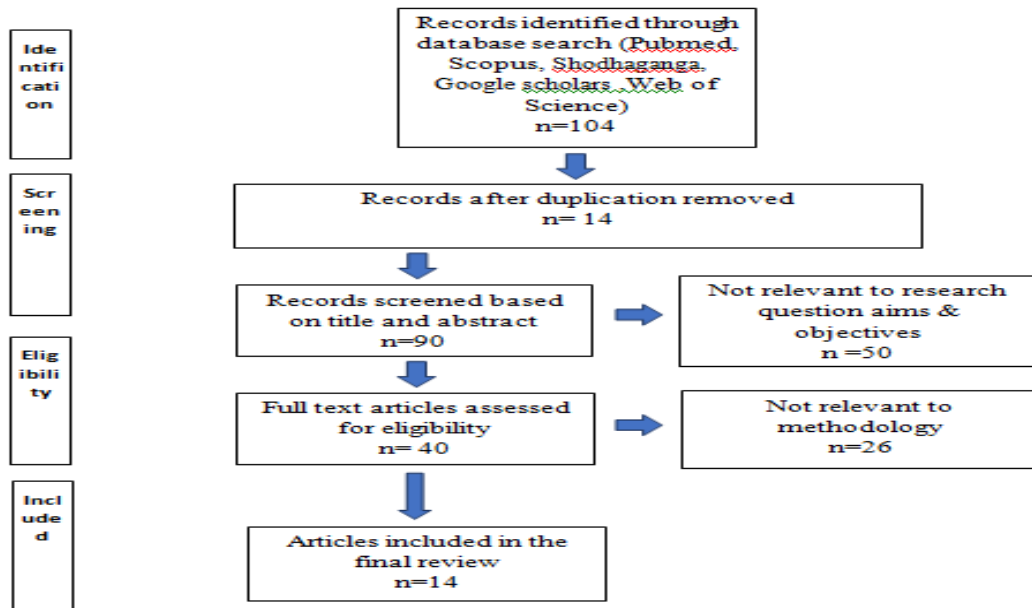 Ide
ntifi
cati
on
Records identified through
database search (Pubmed,
Scopus, Shodhaganga,
Google scholars ,Web of
Science)
n=104
Scr
een
ing
Records after duplication removed
n= 14
Records screened based
on title and abstract
n=90
Not relevant to research
question aims &
objectives
n =50
Elig
ibili
ty
Full text articles assessed
for eligibility
n= 40
Not relevant to
methodology
n=26
Incl
ude
d
Articles included in the
final review
n=14